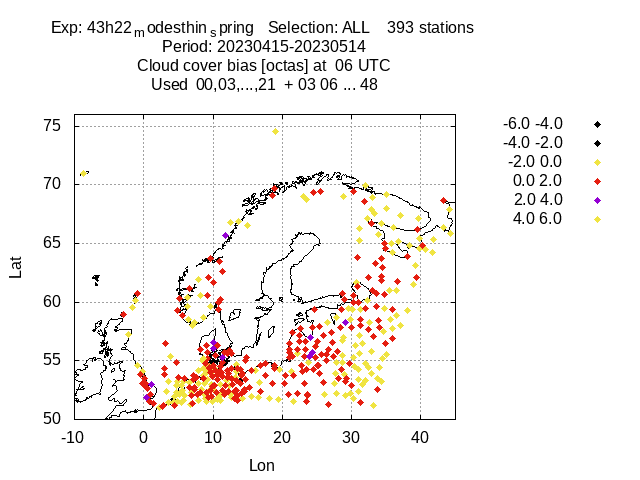 Exp: 43h22modesthinspring   Selection: ALL    393 stations
Period: 20230415-20230514
Cloud cover bias [octas] at  06 UTC
Used  00,03,...,21  + 03 06 ... 48
75
70
65
60
55
50
-10 0 10 20 30 40
Lat
Lon
-6.0 -4.0
-4.0 -2.0
-2.0 0.0
0.0 2.0
2.0 4.0
4.0 6.0